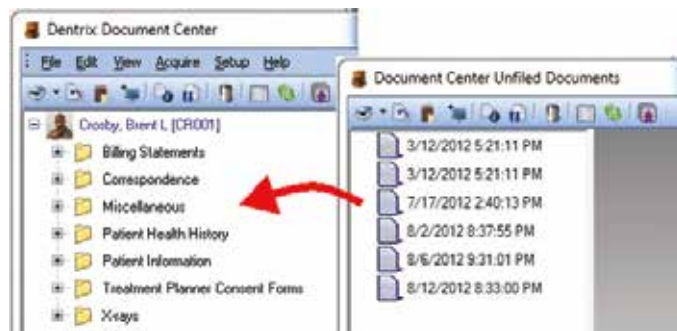 Dentrix Document Center
File Edit View Acquire Setup Help
Crosby, Brent L [CR001]
Billing Statements
Correspondence
Miscellaneous
Patient Health History
Patient Information
Treatment Planner Consent Forms
X-rays
Document Center Unfiled Documents
3/12/2012 5:21:11 PM
3/12/2012 5:21:11 PM
7/17/2012 2:40:13 PM
8/2/2012 8:37:55 PM
8/6/2012 9:31:01 PM
8/12/2012 8:33:00 PM